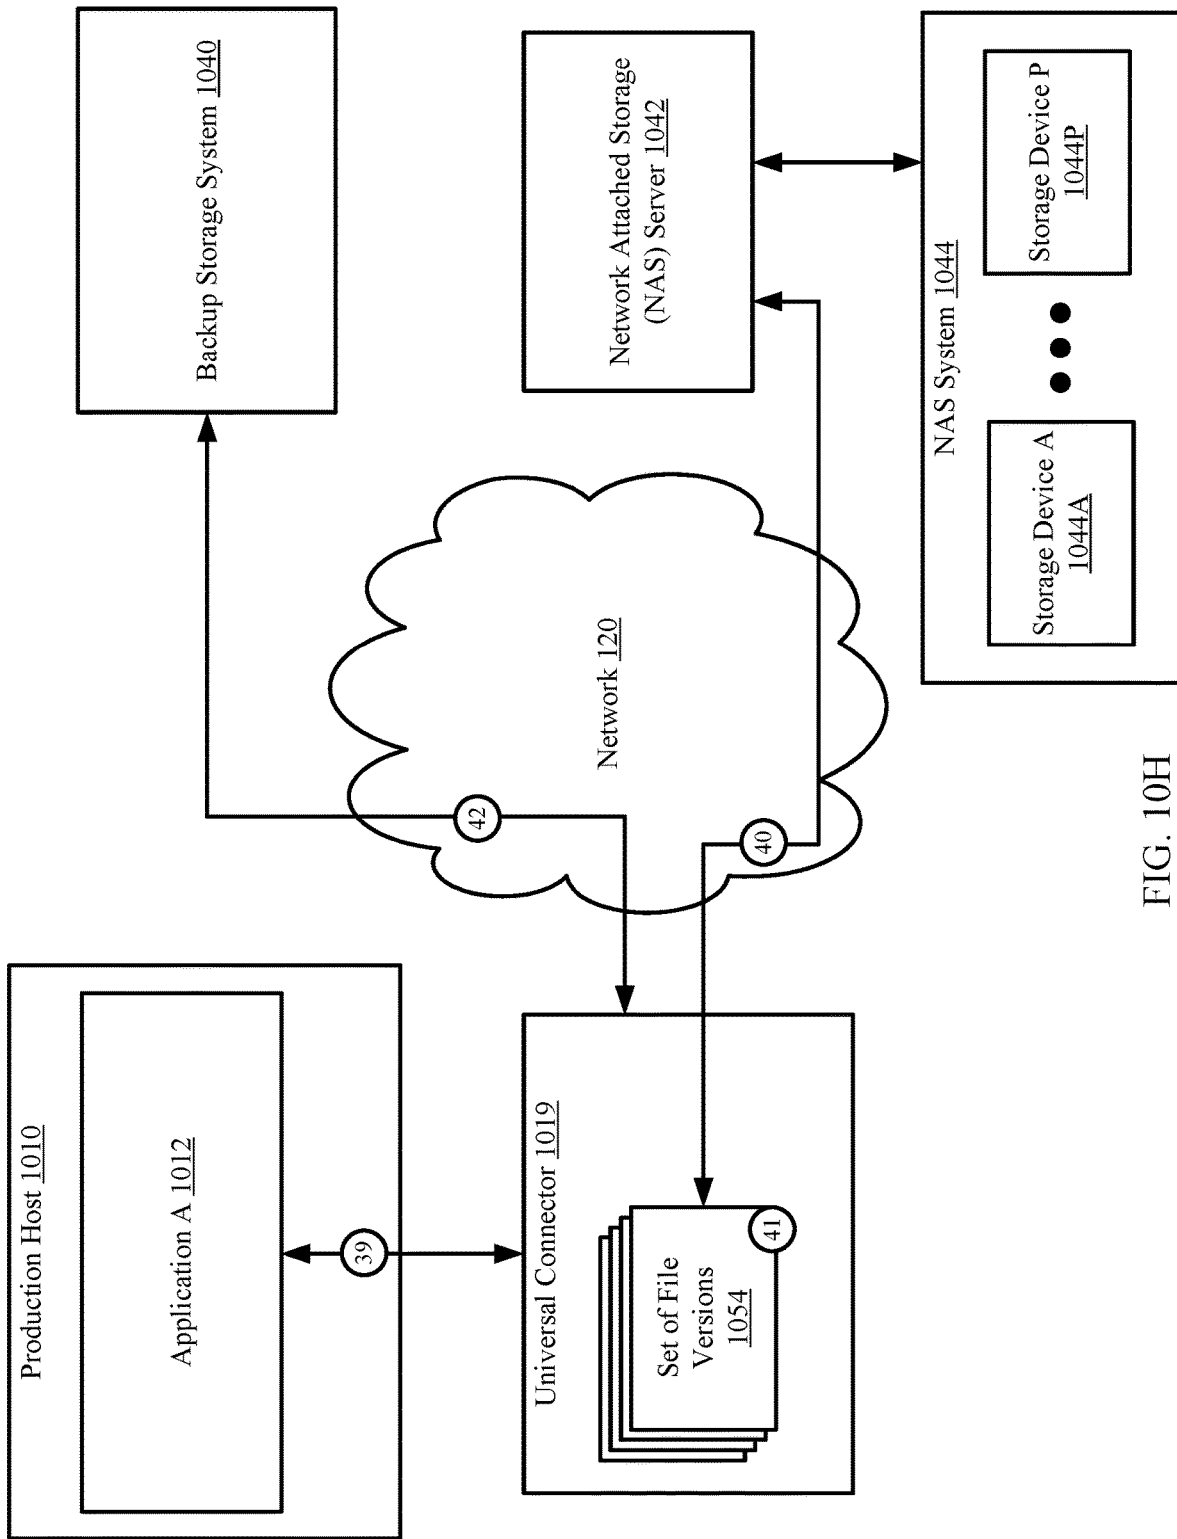 Production Host 1010
Application A 1012
39
Universal Connector 1019
Set of File
Versions
1054
41
42
40
Network 120
Backup Storage System 1040
Network Attached Storage
(NAS) Server 1042
NAS System 1044
Storage Device A
1044A
Storage Device P
1044P
FIG. 10H